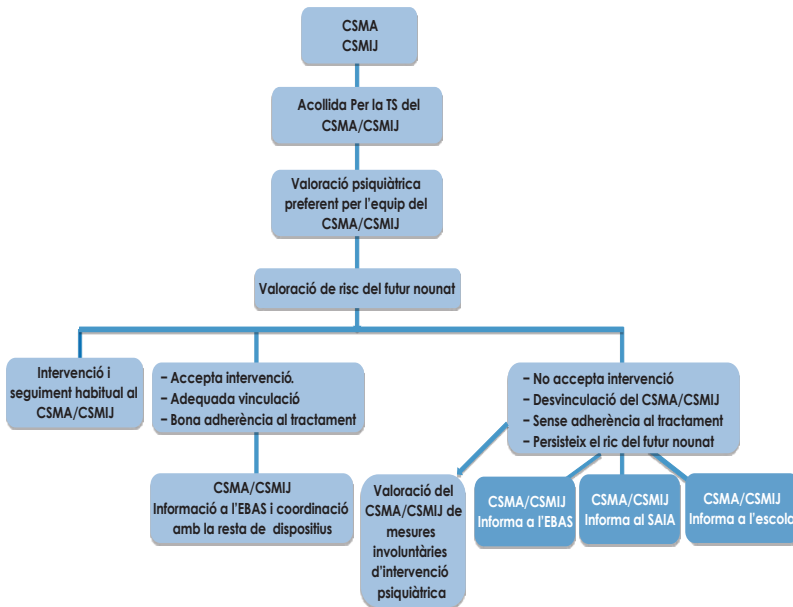 CSMA
CSMIJ
Acollida Per la TS del
CSMA/CSMIJ
Valoració psiquiàtrica
preferent per l'equip del
CSMA/CSMIJ
Valoració de risc del futur nounat
Intervenció i
seguiment habitual al
CSMA/CSMIJ
– Accepta intervenció.
– Adequada vinculació
– Bona adherència al tractament
– No accepta intervenció
– Desvinculació del CSMA/CSMIJ
– Sense adherència al tractament
– Persisteix el ric del futur nounat
CSMA/CSMIJ
Informació a l'EBAS i coordinació
amb la resta de dispositius
Valoració del
CSMA/CSMIJ de
mesures
involuntàries
d'intervenció
psiquiàtrica
CSMA/CSMIJ
Informa a l'EBAS
CSMA/CSMIJ
Informa al SAIA
CSMA/CSMIJ
Informa a l'escola